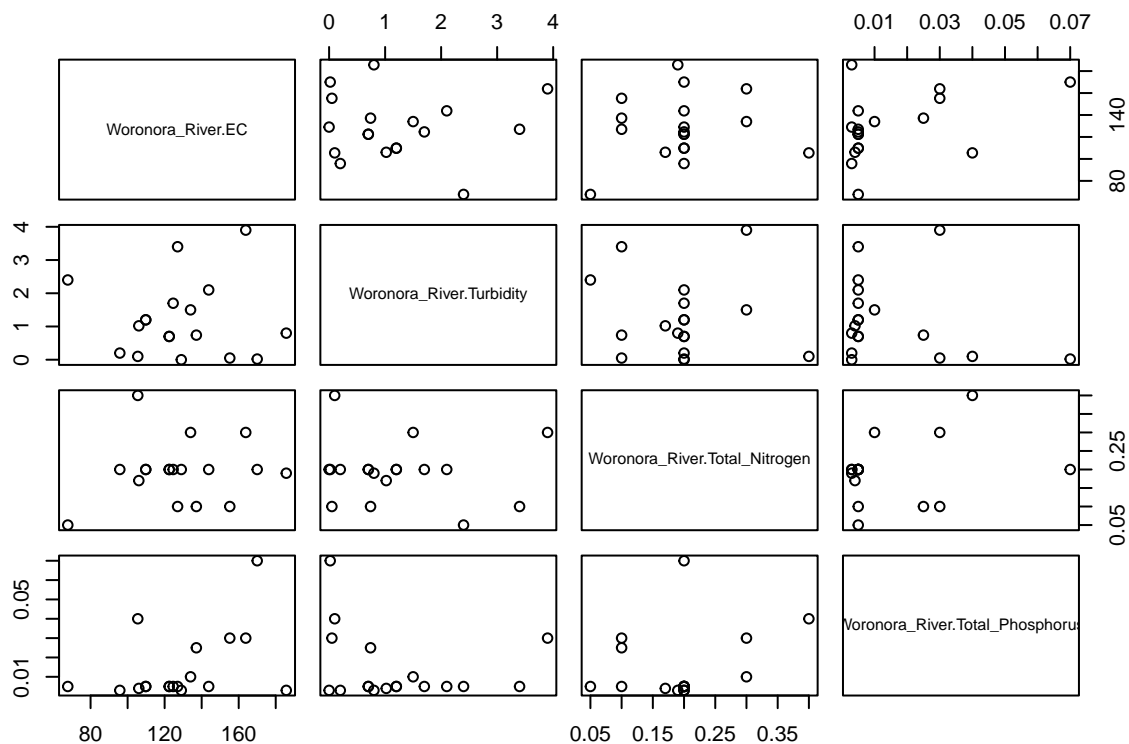 0 1 2 3 4
0.01 0.03 0.05 0.07
Woronora_River.EC
80 140
0 1 2 3 4
Woronora_River.Turbidity
Woronora_River.Total_Nitrogen
0.05 0.25
0.01 0.05
Woronora_River.Total_Phosphorus
80 120 160
0.05 0.15 0.25 0.35